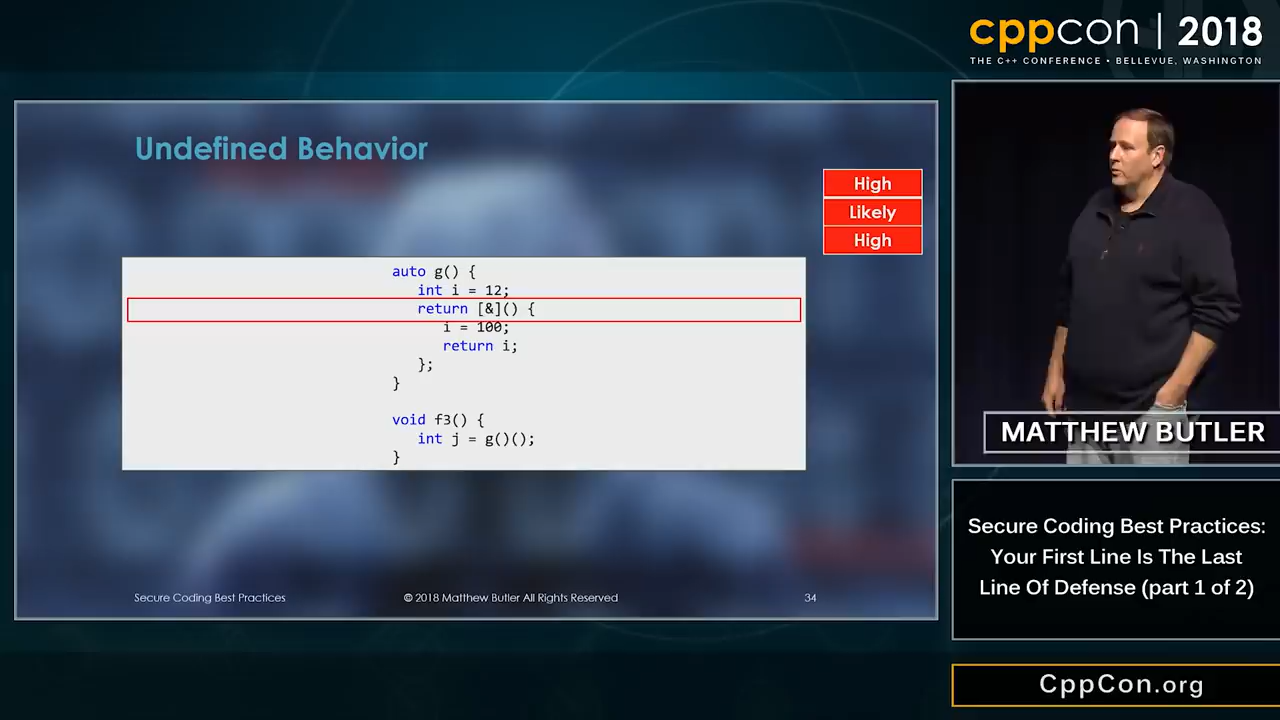 cppcon | 2018
THE C++ CONFERENCE • BELLEVUE, WASHINGTON
Undefined Behavior
High
Likely
High
auto g() {
int i = 12;
return [&]() {
i = 100;
return i;
};
}
void f3() {
int j = g()();
}
Secure Coding Best Practices
© 2018 Matthew Butler All Rights Reserved
34
MATTHEW BUTLER
Secure Coding Best Practices:
Your First Line Is The Last
Line Of Defense (part 1 of 2)
CppCon.org